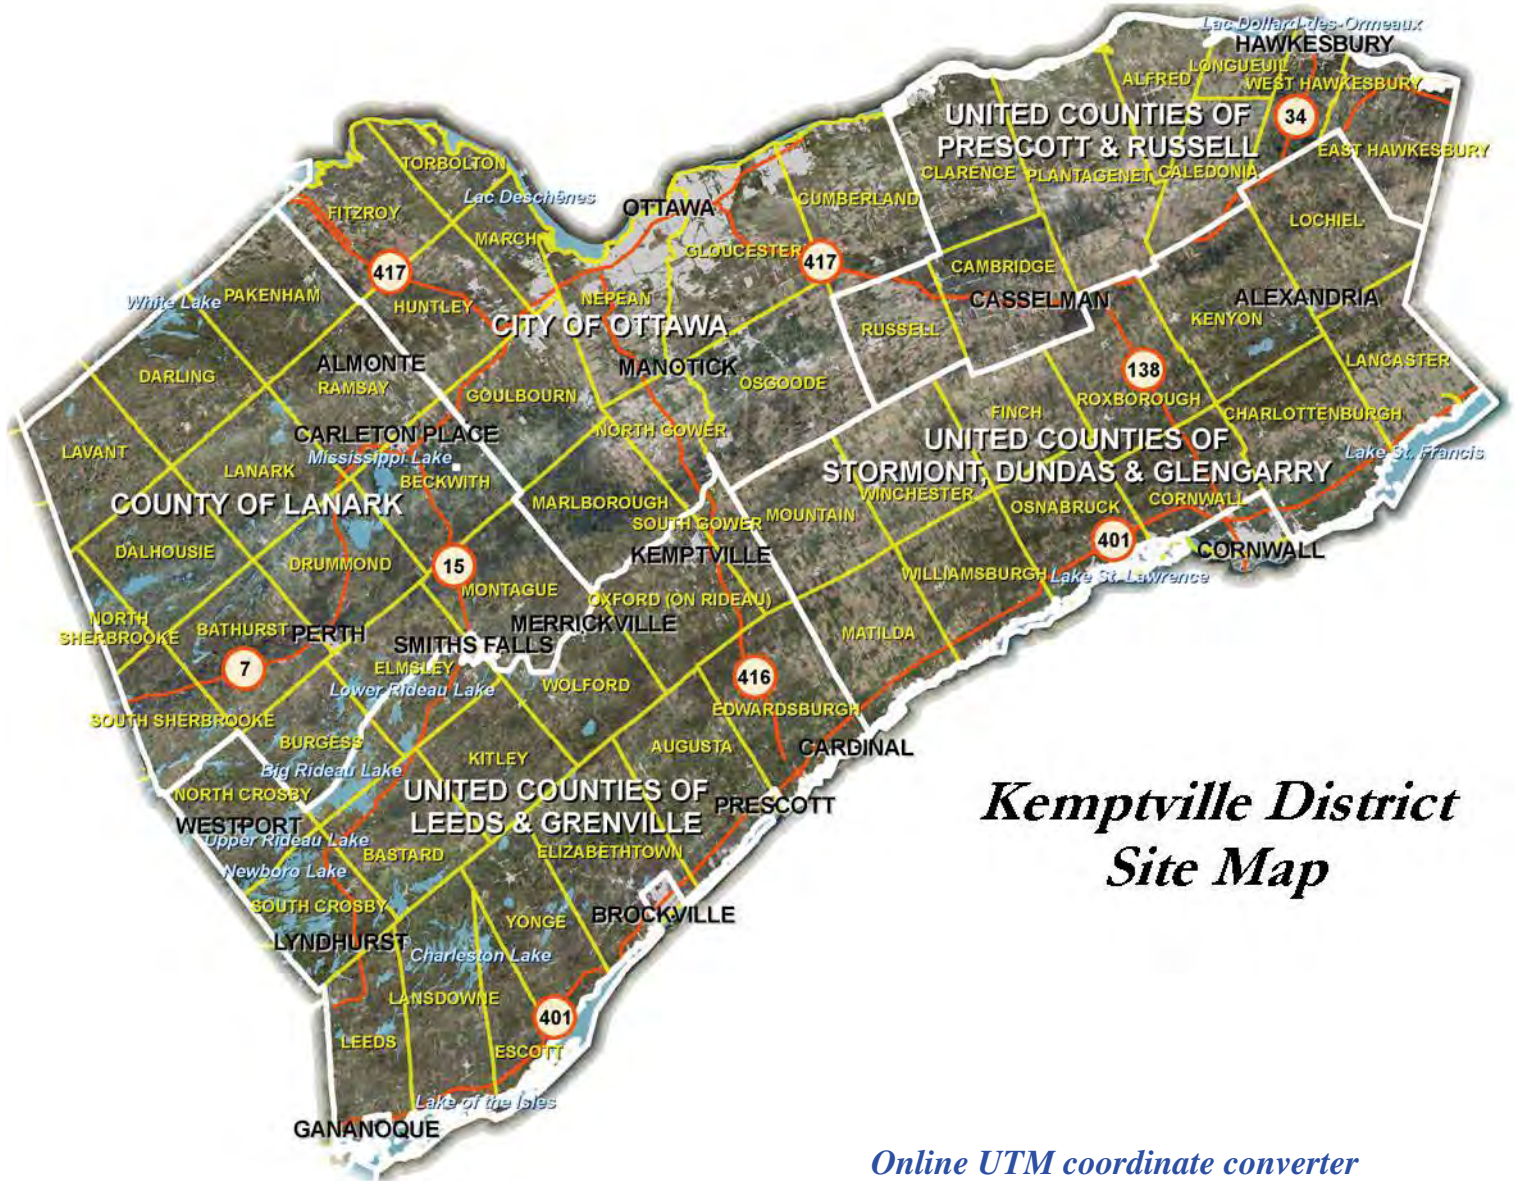 Lac Dollard-des-Ormeaux
HAWKESBURY
LONGUEUIL
ALFRED
WEST HAWKESBURY
UNITED COUNTIES OF
PRESCOTT & RUSSELL
34
EAST HAWKESBURY
CLARENCE
PLANTAGENET
CALEDONIA
TORBOLTON
Lac Deschênes
OTTAWA
CUMBERLAND
FITZROY
MARCH
LOCHIEL
GLOUCESTER
417
417
CAMBRIDGE
White Lake
PAKENHAM
HUNTLEY
NEPEAN
CASSELMAN
ALEXANDRIA
CITY OF OTTAWA
RUSSELL
KENYON
ALMONTE
RAMSAY
DARLING
MANOTICK
OSGOODE
138
LANCASTER
GOULBOURN
ROXBOROUGH
FINCH
CHARLOTTENBURGH
CARLETON PLACE
NORTH GOWER
UNITED COUNTIES OF
STORMONT, DUNDAS & GLENGARRY
LAVANT
Mississippi Lake
Lake St. Francis
LANARK
BECKWITH
WINCHESTER
COUNTY OF LANARK
MARLBOROUGH
SOUTH GOWER
MOUNTAIN
OSNABRUCK
CORNWALL
401
DALHOUSIE
DRUMMOND
15
KEMPTVILLE
CORNWALL
WILLIAMSBURGH
Lake St. Lawrence
MONTAGUE
OXFORD (ON RIDEAU)
NORTH
SHERBROOKE
BATHURST
PERTH
MERRICKVILLE
MATILDA
SMITHS FALLS
7
ELMSLEY
Lower Rideau Lake
WOLFORD
416
EDWARDSBURGH
SOUTH SHERBROOKE
BURGESS
KITLEY
AUGUSTA
CARDINAL
Big Rideau Lake
NORTH CROSBY
UNITED COUNTIES OF
LEEDS & GRENVILLE
PRESCOTT
WESTPORT
Upper Rideau Lake
BASTARD
ELIZABETHTOWN
Newboro Lake
SOUTH CROSBY
BROCKVILLE
YONGE
LYNDHURST
Charleston Lake
LANSDOWNE
401
LEEDS
ESCOTT
Lake of the Isles
GANANOQUE
Kemptville District
Site Map
Online UTM coordinate converter